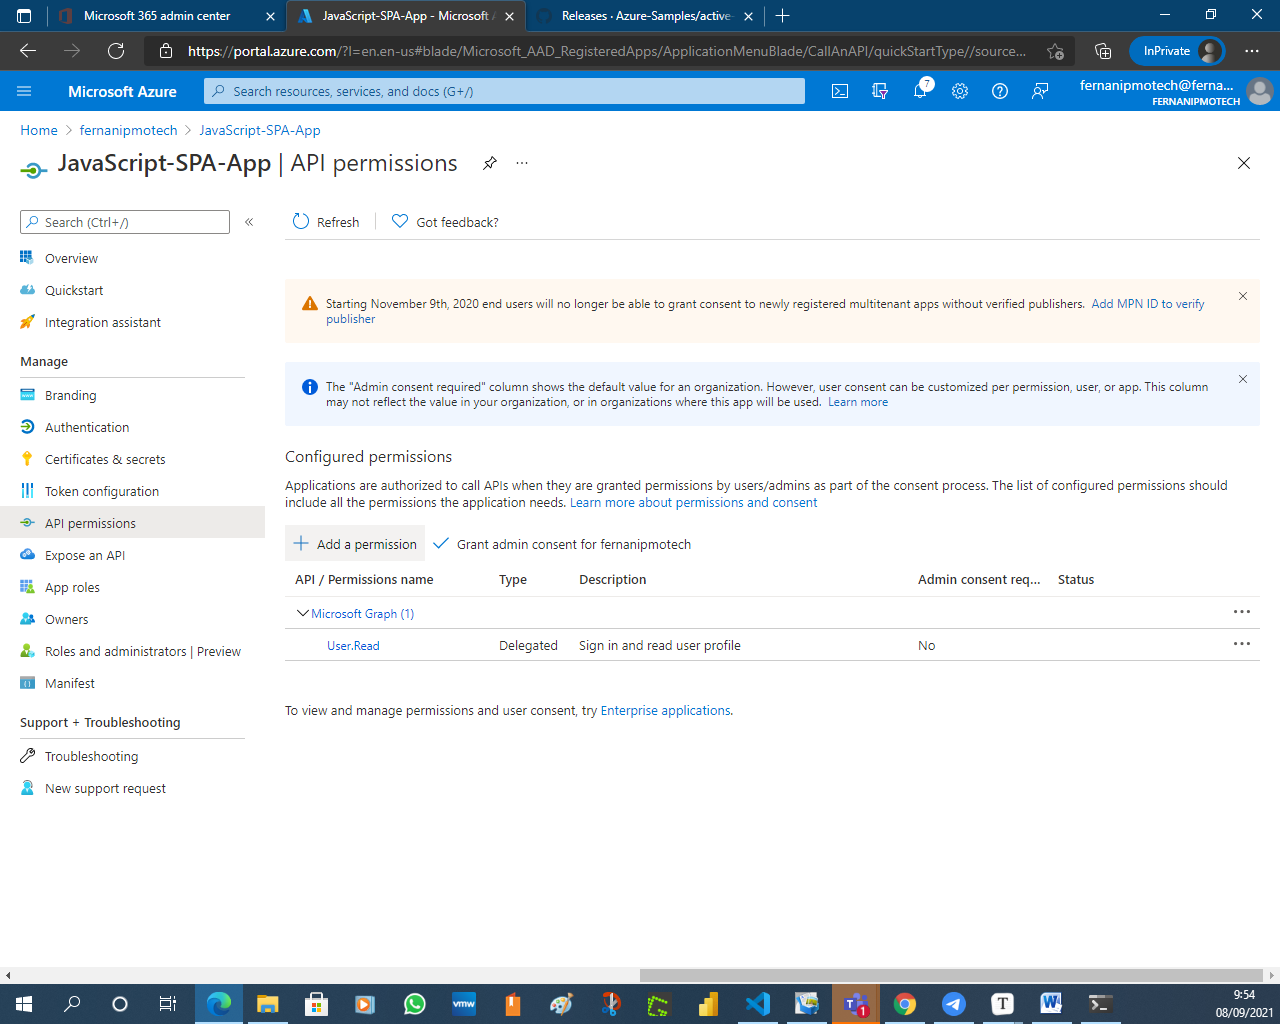 Microsoft 365 admin center
JavaScript-SPA-App - Microsoft A
Releases · Azure-Samples/active-
https://portal.azure.com/?l=en.en-us#blade/Microsoft_AAD_RegisteredApps/ApplicationMenuBlade/CallAnAPI/quickStartType//source...
InPrivate
Microsoft Azure
Search resources, services, and docs (G+/)
7
fernanipmotech@ferna...
FERNANIPMOTECH
Home > fernanipmotech > JavaScript-SPA-App
JavaScript-SPA-App | API permissions
Search (Ctrl+/)
Refresh
Got feedback?
Overview
Quickstart
Integration assistant
Manage
Branding
Authentication
Certificates & secrets
Token configuration
API permissions
Expose an API
App roles
Owners
Roles and administrators | Preview
Manifest
Support + Troubleshooting
Troubleshooting
New support request
Starting November 9th, 2020 end users will no longer be able to grant consent to newly registered multitenant apps without verified publishers. Add MPN ID to verify
publisher
The "Admin consent required" column shows the default value for an organization. However, user consent can be customized per permission, user, or app. This column
may not reflect the value in your organization, or in organizations where this app will be used. Learn more
Configured permissions
Applications are authorized to call APIs when they are granted permissions by users/admins as part of the consent process. The list of configured permissions should
include all the permissions the application needs. Learn more about permissions and consent
Add a permission
Grant admin consent for fernanipmotech
API / Permissions name Type Description Admin consent req... Status
Microsoft Graph (1)
User.Read Delegated Sign in and read user profile No
To view and manage permissions and user consent, try Enterprise applications.
vmw
1
T
W
9:54
08/09/2021